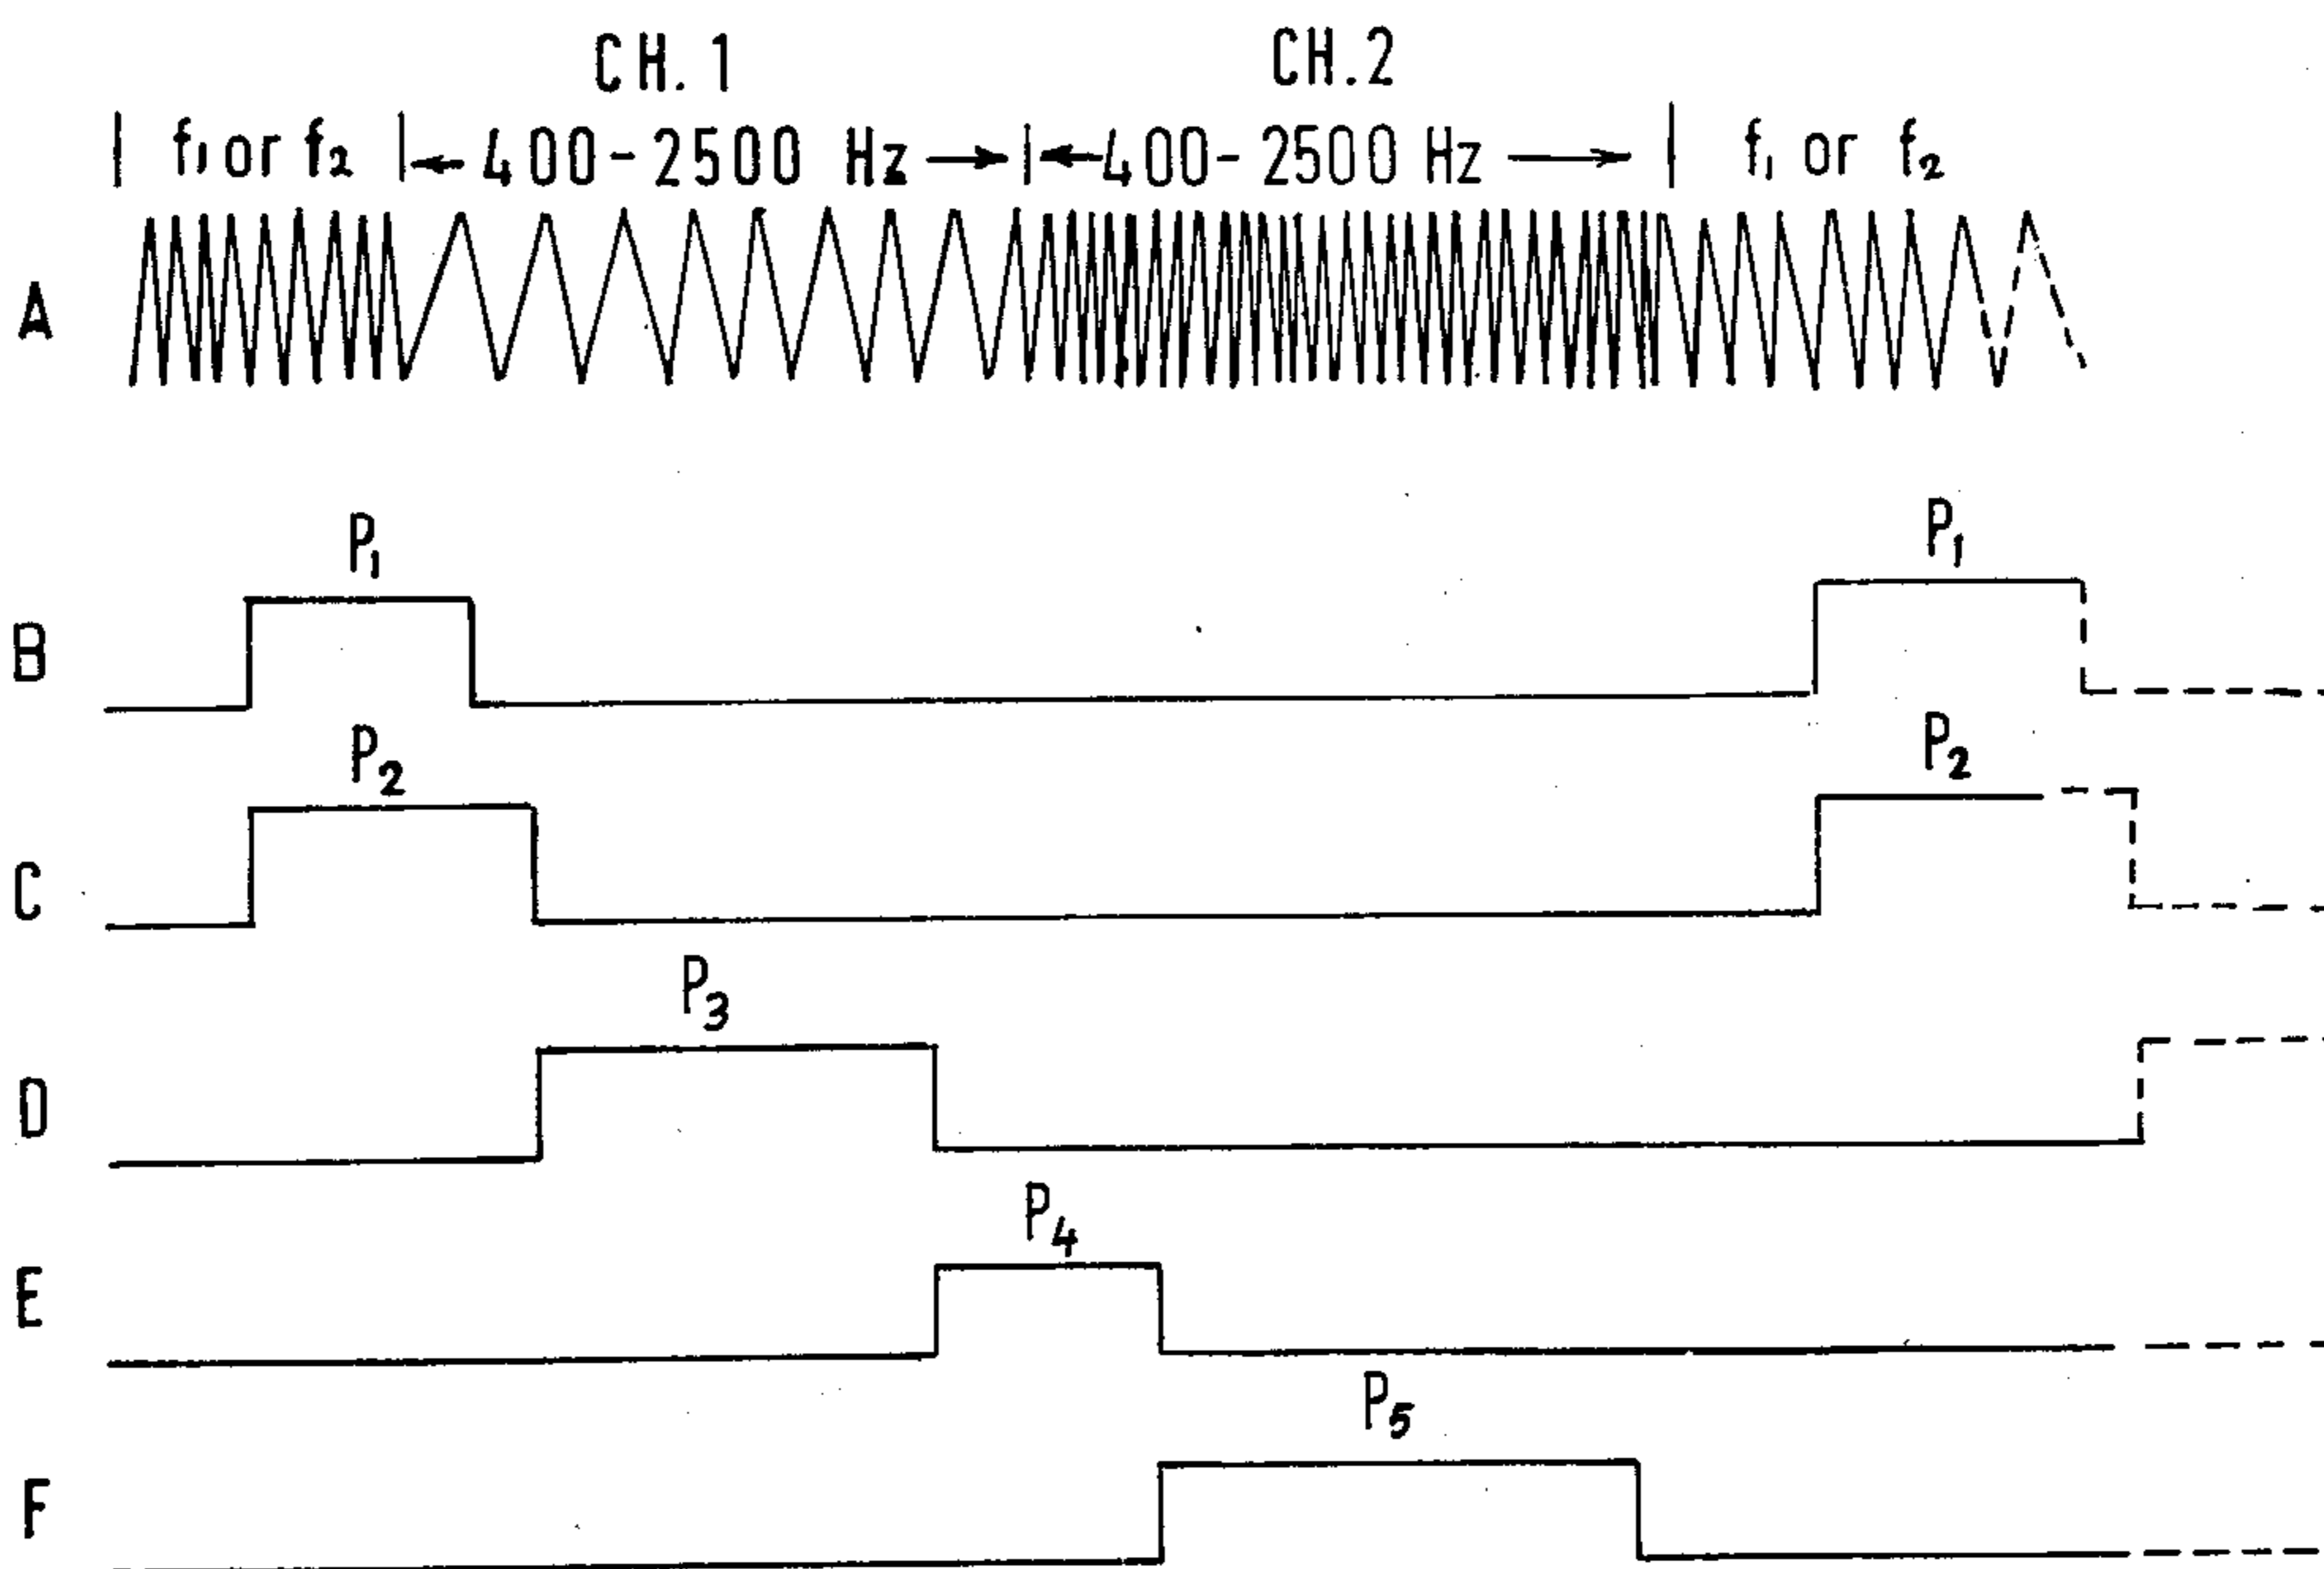 CH. 1 CH. 2
f₁ or f₂ 400-2500 Hz 400-2500 Hz f₁ or f₂
A
P₁ P₁
B
P₂ P₂
C
P₃
D
P₄
E
P₅
F